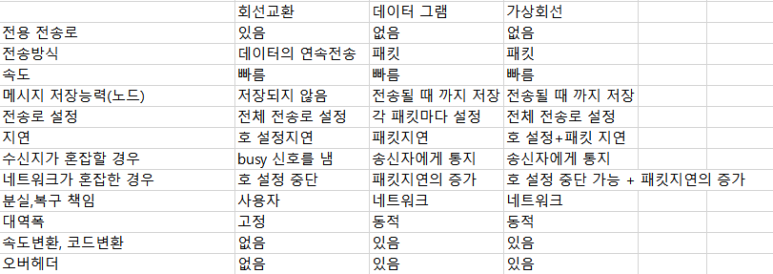 회선교환 데이터 그램 가상회선
전용 전송로 있음 없음 없음
전송방식 데이터의 연속전송 패킷 패킷
속도 빠름 빠름 빠름
메시지 저장능력(노드) 저장되지 않음 전송될 때 까지 저장 전송될 때 까지 저장
전송로 설정 전체 전송로 설정 각 패킷마다 설정 전체 전송로 설정
지연 호 설정지연 패킷지연 호 설정+패킷 지연
수신지가 혼잡할 경우 busy 신호를 냄 송신자에게 통지 송신자에게 통지
네트워크가 혼잡한 경우 호 설정 중단 패킷지연의 증가 호 설정 중단 가능 + 패킷지연의 증가
분실,복구 책임 사용자 네트워크 네트워크
대역폭 고정 동적 동적
속도변환, 코드변환 없음 있음 있음
오버헤더 없음 있음 있음